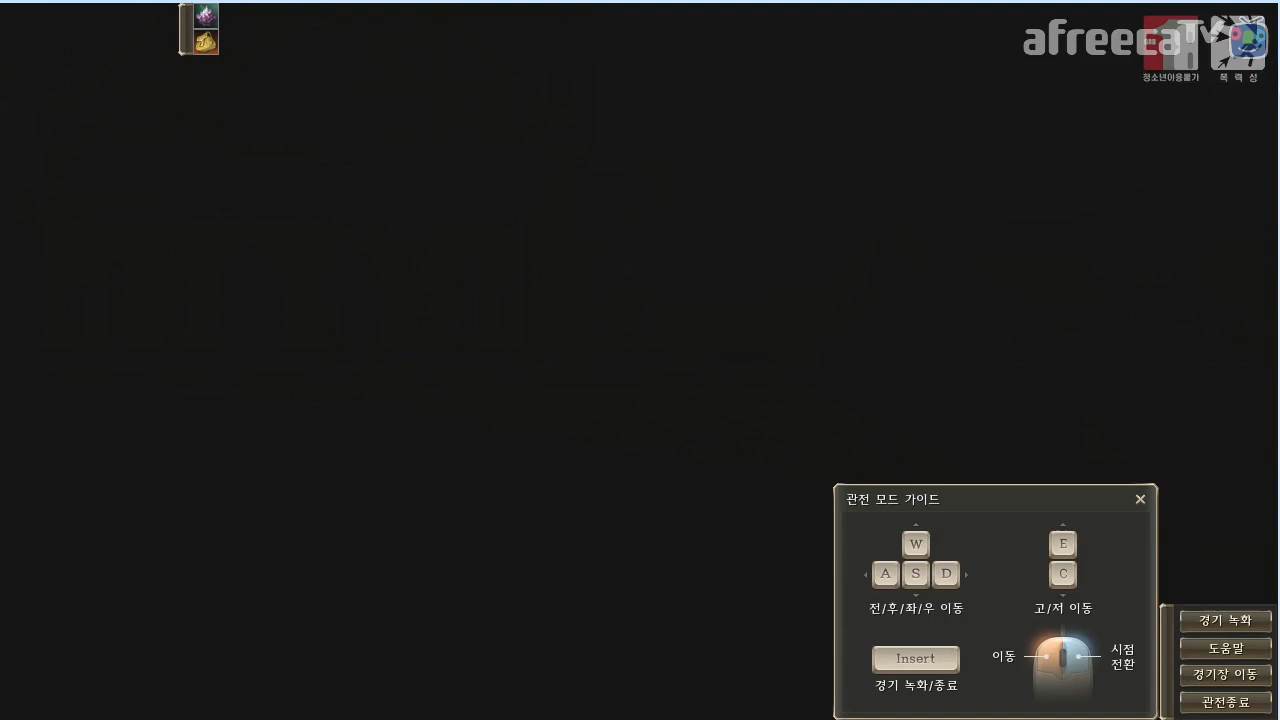 afreecaTV
청소년이용불가
폭력성
관전 모드 가이드
W
E
A S D
C
전/후/좌/우 이동
고/저 이동
Insert
경기 녹화/종료
이동
시점
전환
경기 녹화
도움말
경기장 이동
관전종료